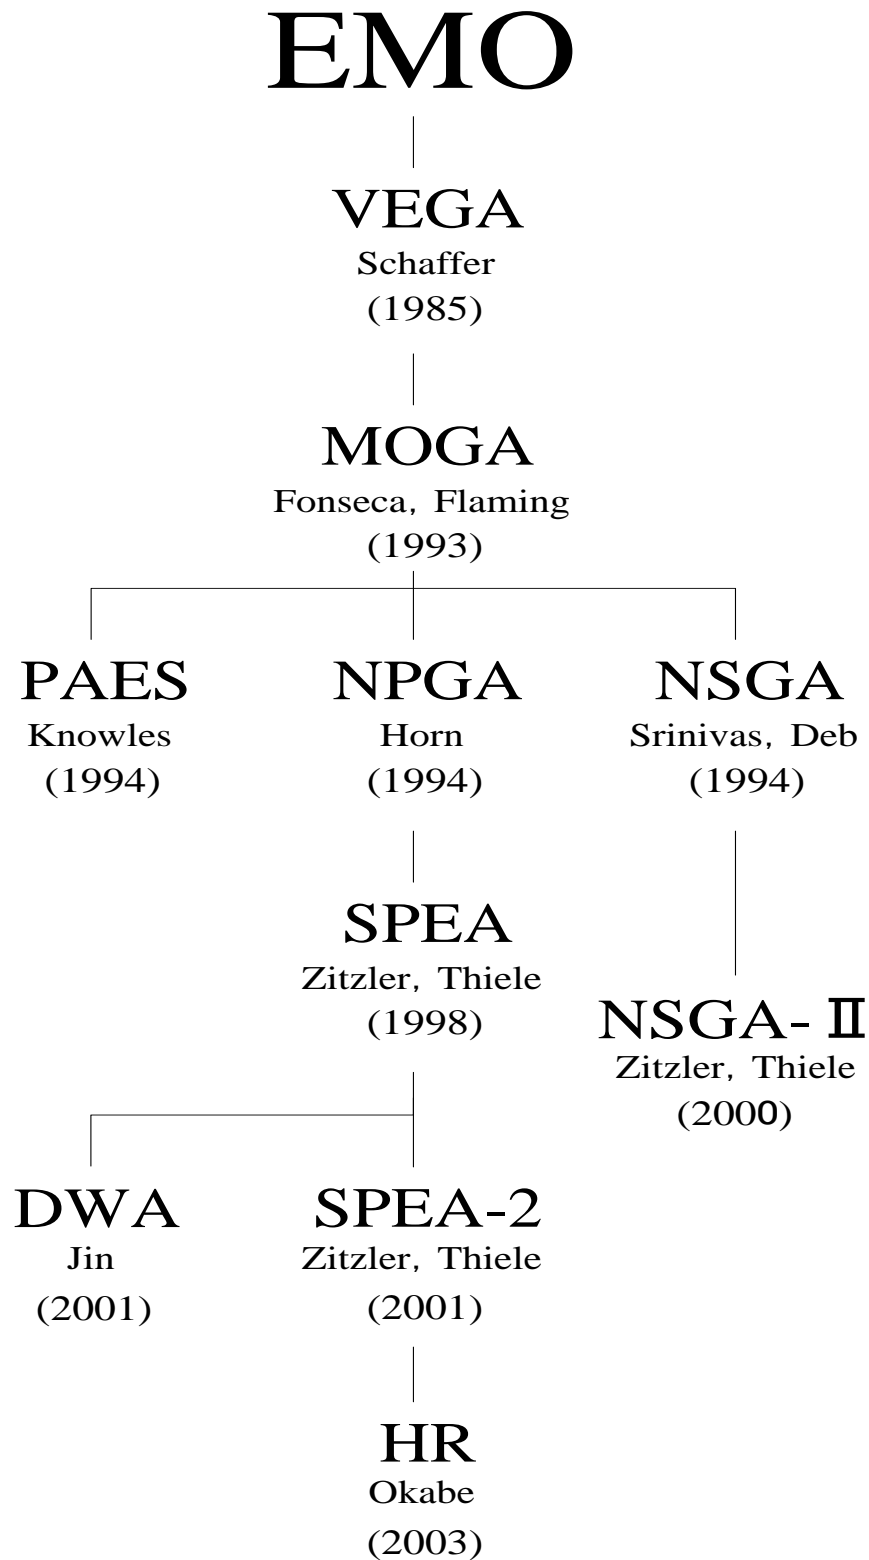 EMO
VEGA
Schaffer
(1985)
MOGA
Fonseca, Flaming
(1993)
PAES
Knowles
(1994)
NPGA
Horn
(1994)
NSGA
Srinivas, Deb
(1994)
SPEA
Zitzler, Thiele
(1998)
NSGA-Ⅱ
Zitzler, Thiele
(2000)
DWA
Jin
(2001)
SPEA-2
Zitzler, Thiele
(2001)
HR
Okabe
(2003)